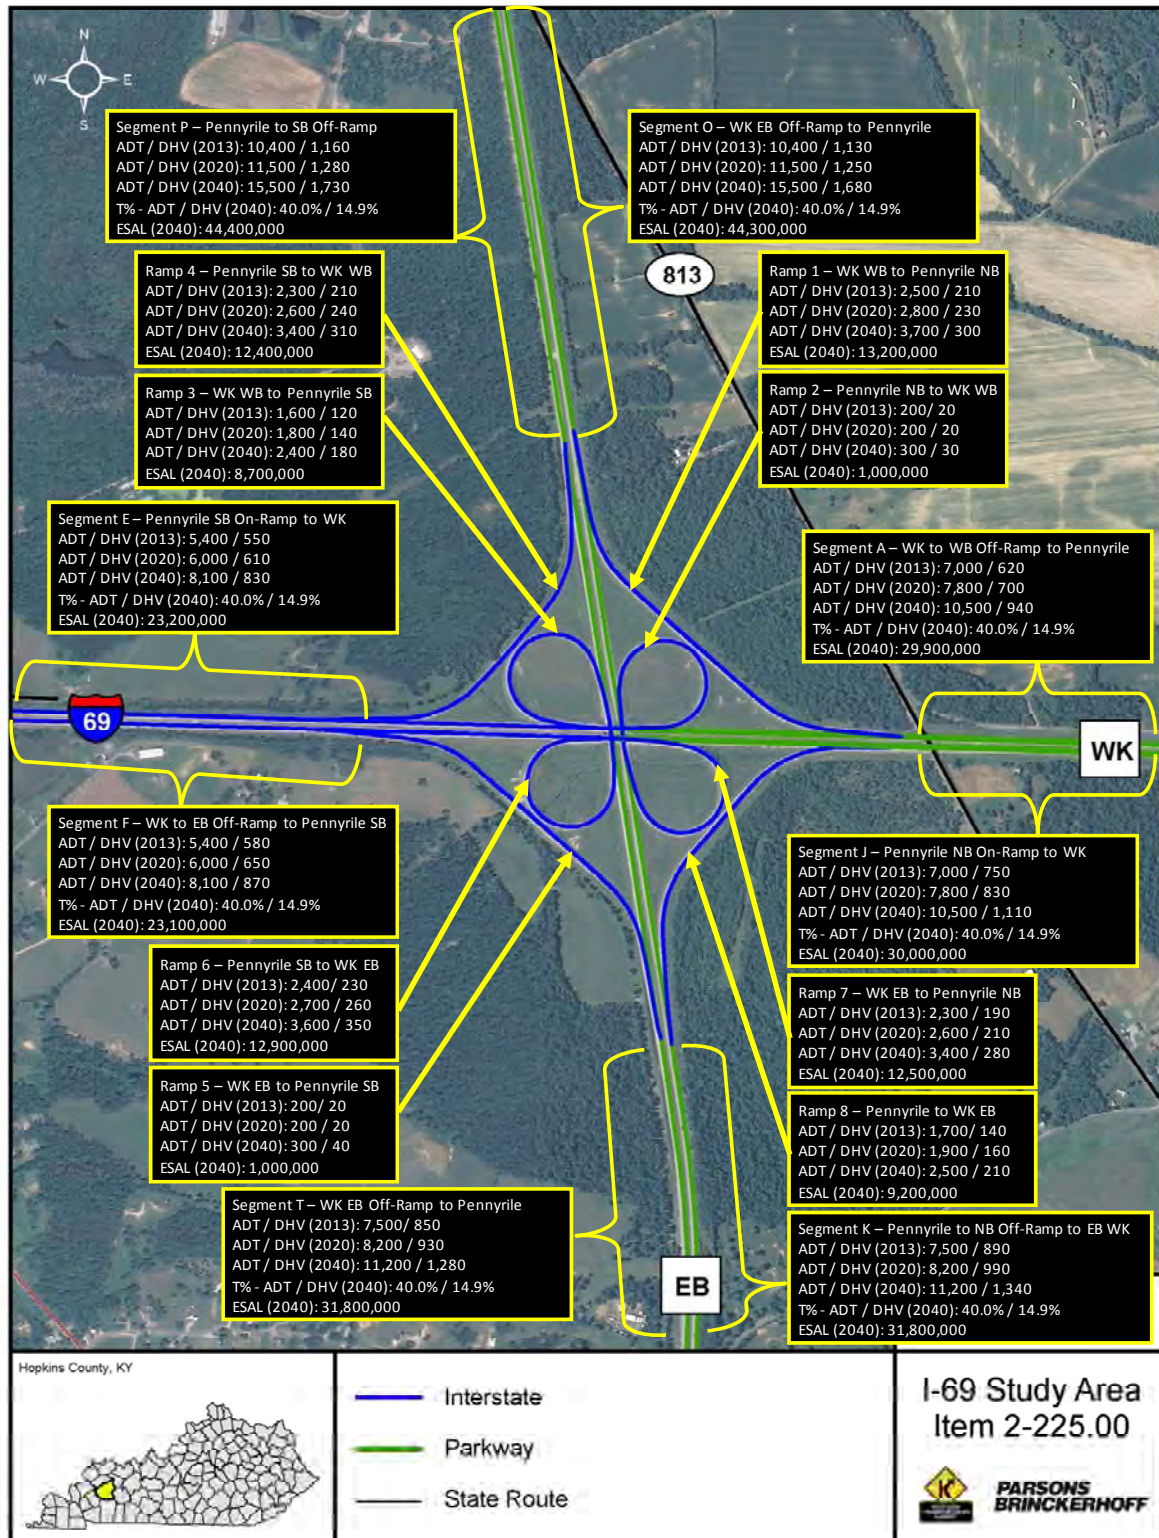 N
W
E
S
Segment P – Pennyrile to SB Off-Ramp
ADT / DHV (2013): 10,400 / 1,160
ADT / DHV (2020): 11,500 / 1,280
ADT / DHV (2040): 15,500 / 1,730
T% - ADT / DHV (2040): 40.0% / 14.9%
ESAL (2040): 44,400,000
Segment O – WK EB Off-Ramp to Pennyrile
ADT / DHV (2013): 10,400 / 1,130
ADT / DHV (2020): 11,500 / 1,250
ADT / DHV (2040): 15,500 / 1,680
T% - ADT / DHV (2040): 40.0% / 14.9%
ESAL (2040): 44,300,000
813
Ramp 4 – Pennyrile SB to WK WB
ADT / DHV (2013): 2,300 / 210
ADT / DHV (2020): 2,600 / 240
ADT / DHV (2040): 3,400 / 310
ESAL (2040): 12,400,000
Ramp 1 – WK WB to Pennyrile NB
ADT / DHV (2013): 2,500 / 210
ADT / DHV (2020): 2,800 / 230
ADT / DHV (2040): 3,700 / 300
ESAL (2040): 13,200,000
Ramp 3 – WK WB to Pennyrile SB
ADT / DHV (2013): 1,600 / 120
ADT / DHV (2020): 1,800 / 140
ADT / DHV (2040): 2,400 / 180
ESAL (2040): 8,700,000
Ramp 2 – Pennyrile NB to WK WB
ADT / DHV (2013): 200/ 20
ADT / DHV (2020): 200 / 20
ADT / DHV (2040): 300 / 30
ESAL (2040): 1,000,000
Segment E – Pennyrile SB On-Ramp to WK
ADT / DHV (2013): 5,400 / 550
ADT / DHV (2020): 6,000 / 610
ADT / DHV (2040): 8,100 / 830
T% - ADT / DHV (2040): 40.0% / 14.9%
ESAL (2040): 23,200,000
Segment A – WK to WB Off-Ramp to Pennyrile
ADT / DHV (2013): 7,000 / 620
ADT / DHV (2020): 7,800 / 700
ADT / DHV (2040): 10,500 / 940
T% - ADT / DHV (2040): 40.0% / 14.9%
ESAL (2040): 29,900,000
69
WK
Segment F – WK to EB Off-Ramp to Pennyrile SB
ADT / DHV (2013): 5,400 / 580
ADT / DHV (2020): 6,000 / 650
ADT / DHV (2040): 8,100 / 870
T% - ADT / DHV (2040): 40.0% / 14.9%
ESAL (2040): 23,100,000
Segment J – Pennyrile NB On-Ramp to WK
ADT / DHV (2013): 7,000 / 750
ADT / DHV (2020): 7,800 / 830
ADT / DHV (2040): 10,500 / 1,110
T% - ADT / DHV (2040): 40.0% / 14.9%
ESAL (2040): 30,000,000
Ramp 6 – Pennyrile SB to WK EB
ADT / DHV (2013): 2,400/ 230
ADT / DHV (2020): 2,700 / 260
ADT / DHV (2040): 3,600 / 350
ESAL (2040): 12,900,000
Ramp 7 – WK EB to Pennyrile NB
ADT / DHV (2013): 2,300 / 190
ADT / DHV (2020): 2,600 / 210
ADT / DHV (2040): 3,400 / 280
ESAL (2040): 12,500,000
Ramp 5 – WK EB to Pennyrile SB
ADT / DHV (2013): 200/ 20
ADT / DHV (2020): 200 / 20
ADT / DHV (2040): 300 / 40
ESAL (2040): 1,000,000
Ramp 8 – Pennyrile to WK EB
ADT / DHV (2013): 1,700/ 140
ADT / DHV (2020): 1,900 / 160
ADT / DHV (2040): 2,500 / 210
ESAL (2040): 9,200,000
Segment T – WK EB Off-Ramp to Pennyrile
ADT / DHV (2013): 7,500/ 850
ADT / DHV (2020): 8,200 / 930
ADT / DHV (2040): 11,200 / 1,280
T% - ADT / DHV (2040): 40.0% / 14.9%
ESAL (2040): 31,800,000
EB
Segment K – Pennyrile to NB Off-Ramp to EB WK
ADT / DHV (2013): 7,500 / 890
ADT / DHV (2020): 8,200 / 990
ADT / DHV (2040): 11,200 / 1,340
T% - ADT / DHV (2040): 40.0% / 14.9%
ESAL (2040): 31,800,000
Hopkins County, KY
Interstate
Parkway
State Route
I-69 Study Area
Item 2-225.00
PARSONS
BRINCKERHOFF